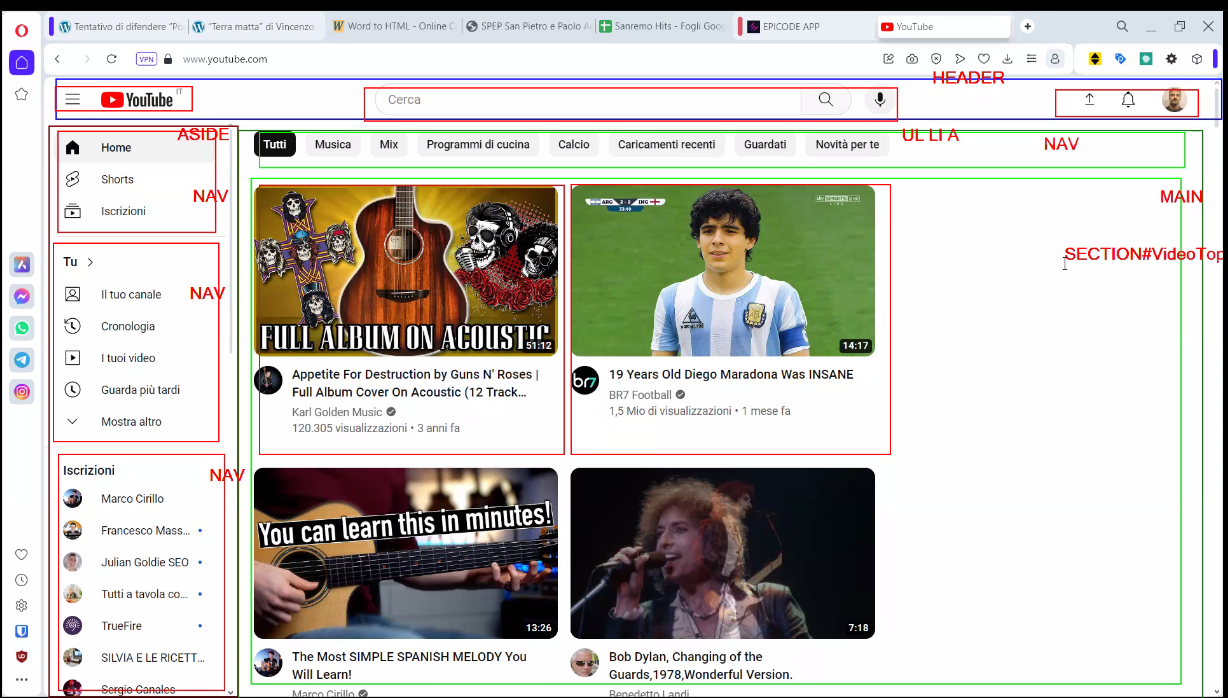 Tentativo di difendere "Po
"Terra matta" di Vincenzo
Word to HTML - Online Co
SPEP San Pietro e Paolo A
Sanremo Hits - Fogli Goog
EPICODE APP
YouTube
VPN
www.youtube.com
HEADER
YouTube IT
Cerca
ASIDE
UL LI A
NAV
Home
Shorts
Iscrizioni
NAV
Tutti
Musica
Mix
Programmi di cucina
Calcio
Caricamenti recenti
Guardati
Novità per te
MAIN
SECTION#VideoTop
Tu
NAV
Il tuo canale
Cronologia
I tuoi video
Guarda più tardi
Mostra altro
FULL ALBUM ON ACOUSTIC
51:12
ARG 2 - 1 ING
sky SPORTS
14:17
Appetite For Destruction by Guns N' Roses |
Full Album Cover On Acoustic (12 Track...
Karl Golden Music
120.305 visualizzazioni • 3 anni fa
br7
19 Years Old Diego Maradona Was INSANE
BR7 Football
1,5 Mio di visualizzazioni • 1 mese fa
Iscrizioni
NAV
Marco Cirillo
Francesco Mass...
Julian Goldie SEO
Tutti a tavola co...
TrueFire
SILVIA E LE RICETT...
Sergio Canales
You can learn this in minutes!
13:26
7:18
The Most SIMPLE SPANISH MELODY You
Will Learn!
Marco Cirillo
Bob Dylan, Changing of the
Guards,1978,Wonderful Version.
Benedetto Landi